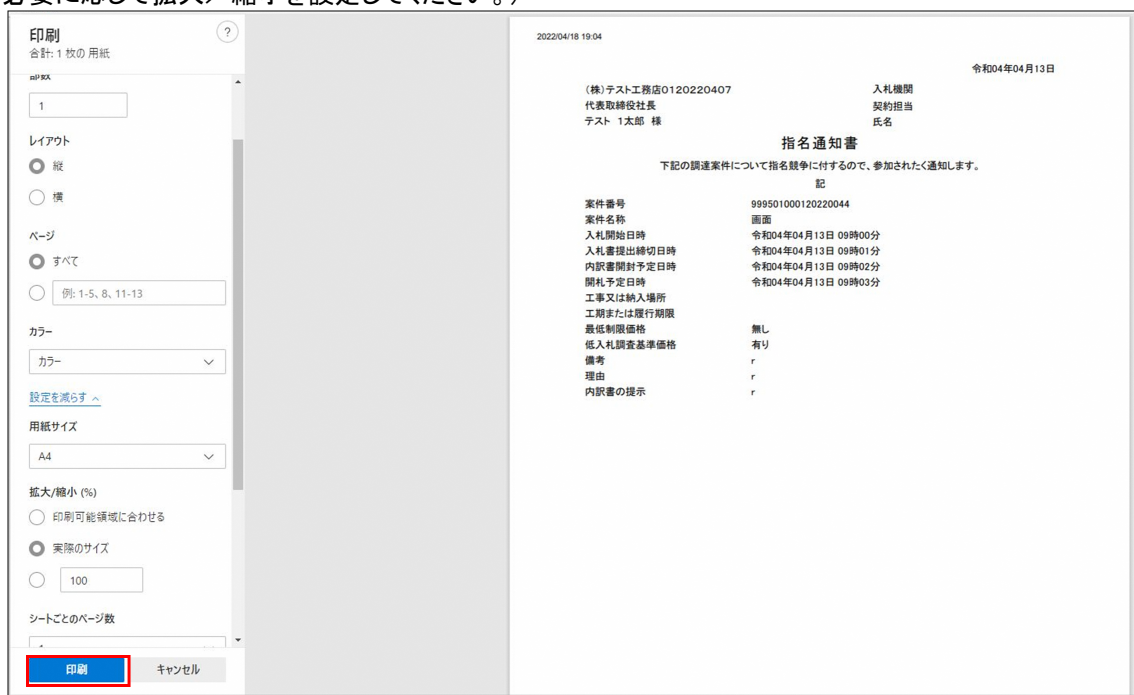 必要に応じて拡大／縮小を設定してください。）
印刷
?
合計: 1 枚の 用紙
部数
1
レイアウト
縦
横
ページ
すべて
例: 1-5、8、11-13
カラー
カラー
設定を減らす
用紙サイズ
A4
拡大/縮小 (%)
印刷可能領域に合わせる
実際のサイズ
100
シートごとのページ数
印刷
キャンセル
2022/04/18 19:04
令和04年04月13日
（株）テスト工務店0120220407 入札機関
代表取締役社長 契約担当
テスト 1太郎 様 氏名
指名通知書
下記の調達案件について指名競争に付するので、参加されたく通知します。
記
案件番号 999501000120220044
案件名称 画面
入札開始日時 令和04年04月13日 09時00分
入札書提出締切日時 令和04年04月13日 09時01分
内訳書開封予定日時 令和04年04月13日 09時02分
開札予定日時 令和04年04月13日 09時03分
工事又は納入場所
工期または履行期限
最低制限価格 無し
低入札調査基準価格 有り
備考 r
理由 r
内訳書の提示 r